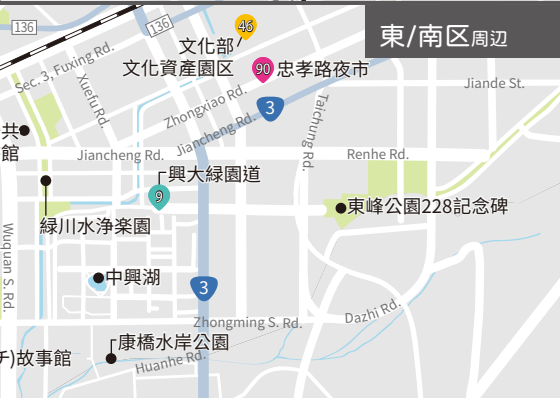 東/南区周辺
136
136
46
文化部
文化資產園区
90
忠孝路夜市
Sec. 3, Fuxing Rd.
Xuefu Rd.
Zhongxiao Rd.
3
Jiande St.
Taichung Rd.
共
館
Jiancheng Rd.
Jiancheng Rd.
Renhe Rd.
興大緑園道
9
東峰公園228記念碑
緑川水浄楽園
Wuquan S. Rd.
中興湖
3
Zhongming S. Rd.
Dazhi Rd.
康橋水岸公園
チ)故事館
Huanhe Rd.